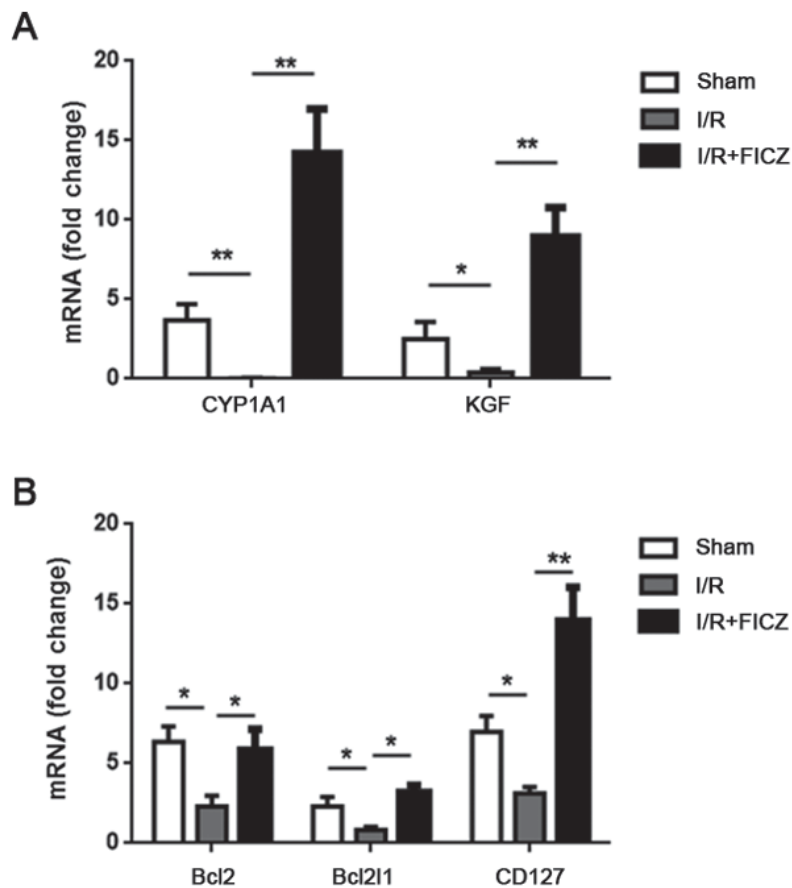 A
mRNA (fold change)
20
15
10
5
0
**
**
*
**
CYP1A1
KGF
Sham
I/R
I/R+FICZ
B
mRNA (fold change)
20
15
10
5
0
*
*
*
*
*
**
Bcl2
Bcl2l1
CD127
Sham
I/R
I/R+FICZ